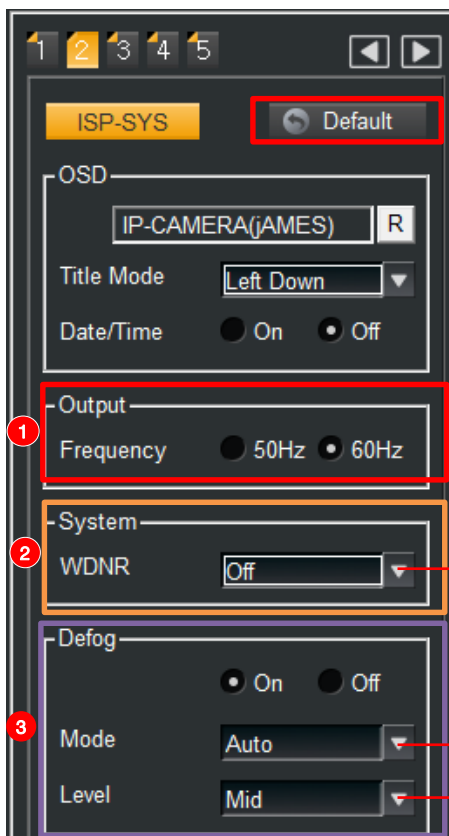 1 2 3 4 5
ISP-SYS Default
OSD
IP-CAMERA(jAMES) R
Title Mode Left Down
Date/Time On Off
Output
1
Frequency 50Hz 60Hz
System
2
WDNR Off
Defog
On Off
3
Mode Auto
Level Mid